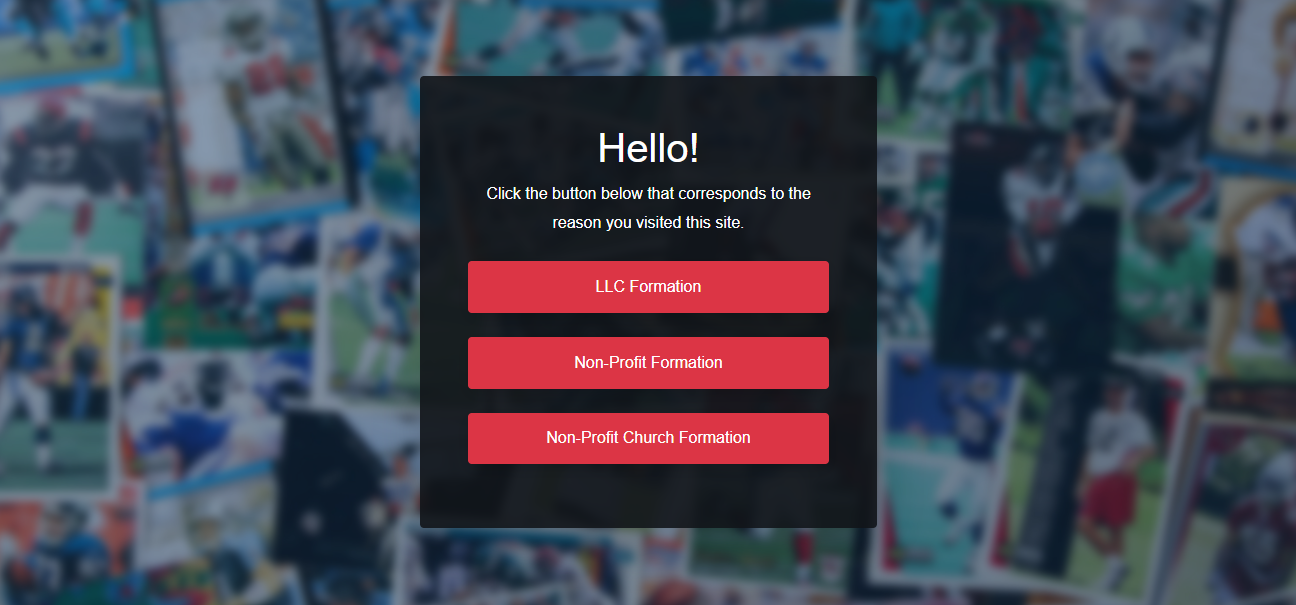 Hello!
Click the button below that corresponds to the
reason you visited this site.
LLC Formation
Non-Profit Formation
Non-Profit Church Formation